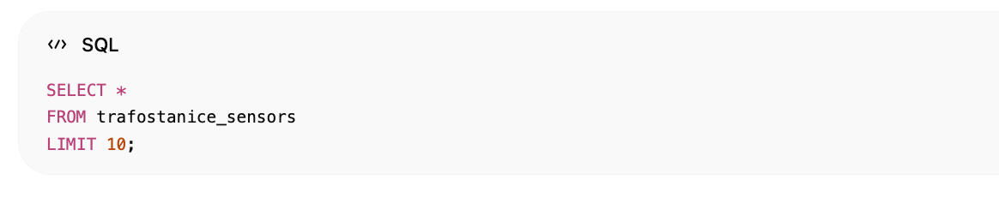 </> SQL
SELECT *
FROM trafostanice_sensors
LIMIT 10;